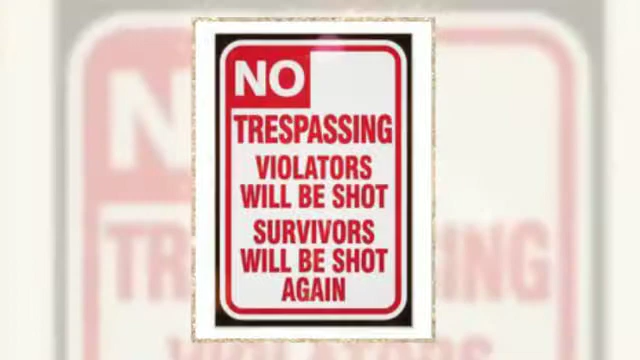 NO
TRESPASSING
VIOLATORS
WILL BE SHOT
SURVIVORS
WILL BE SHOT
AGAIN